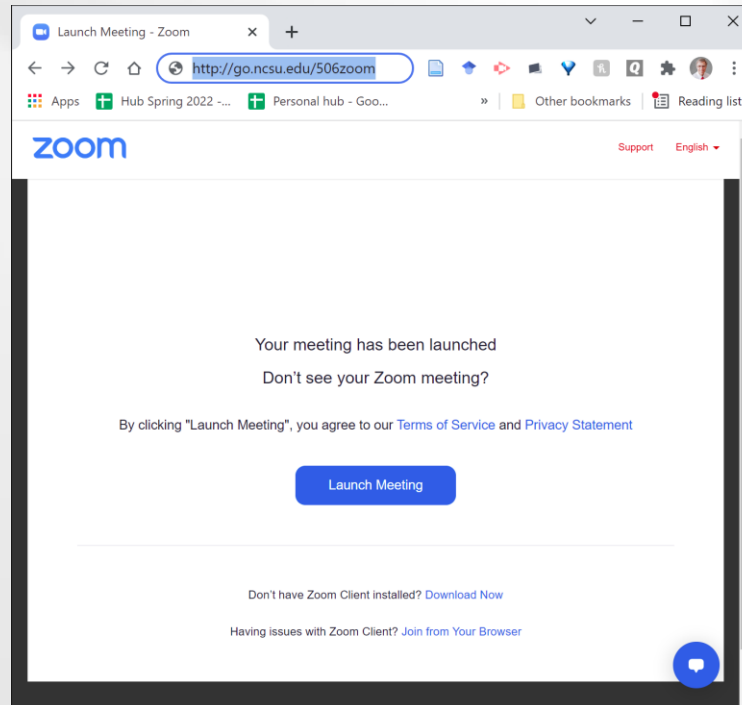 Launch Meeting - Zoom
http://go.ncsu.edu/506zoom
Apps Hub Spring 2022 -... Personal hub - Goo... » Other bookmarks Reading list
zoom Support English
Your meeting has been launched
Don't see your Zoom meeting?
By clicking "Launch Meeting", you agree to our Terms of Service and Privacy Statement
Launch Meeting
Don't have Zoom Client installed? Download Now
Having issues with Zoom Client? Join from Your Browser